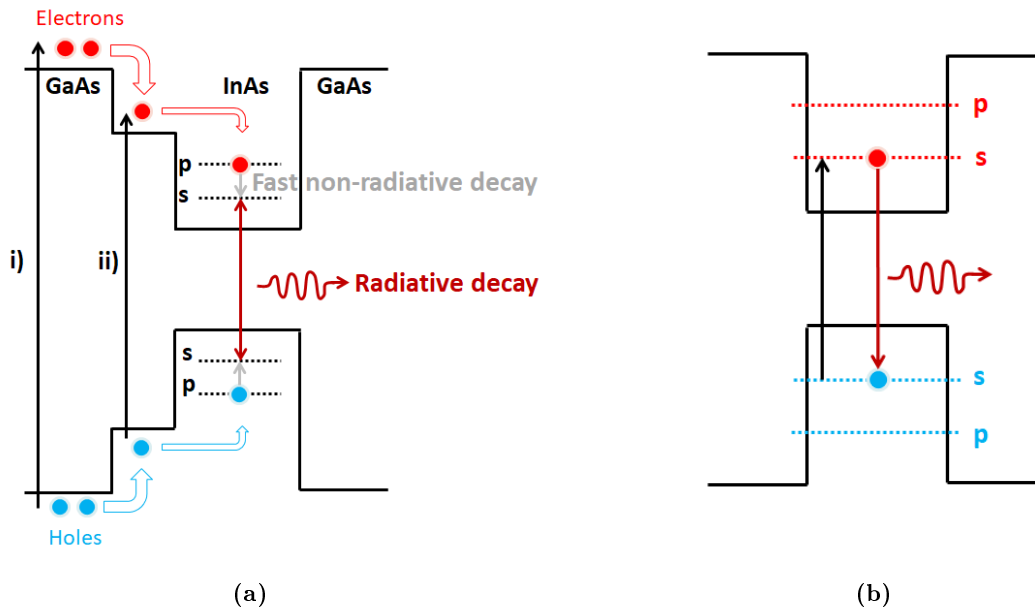 Electrons
GaAs
InAs
GaAs
p
s
Fast non-radiative decay
i)
ii)
Radiative decay
s
p
Holes
(a)
p
s
s
p
(b)